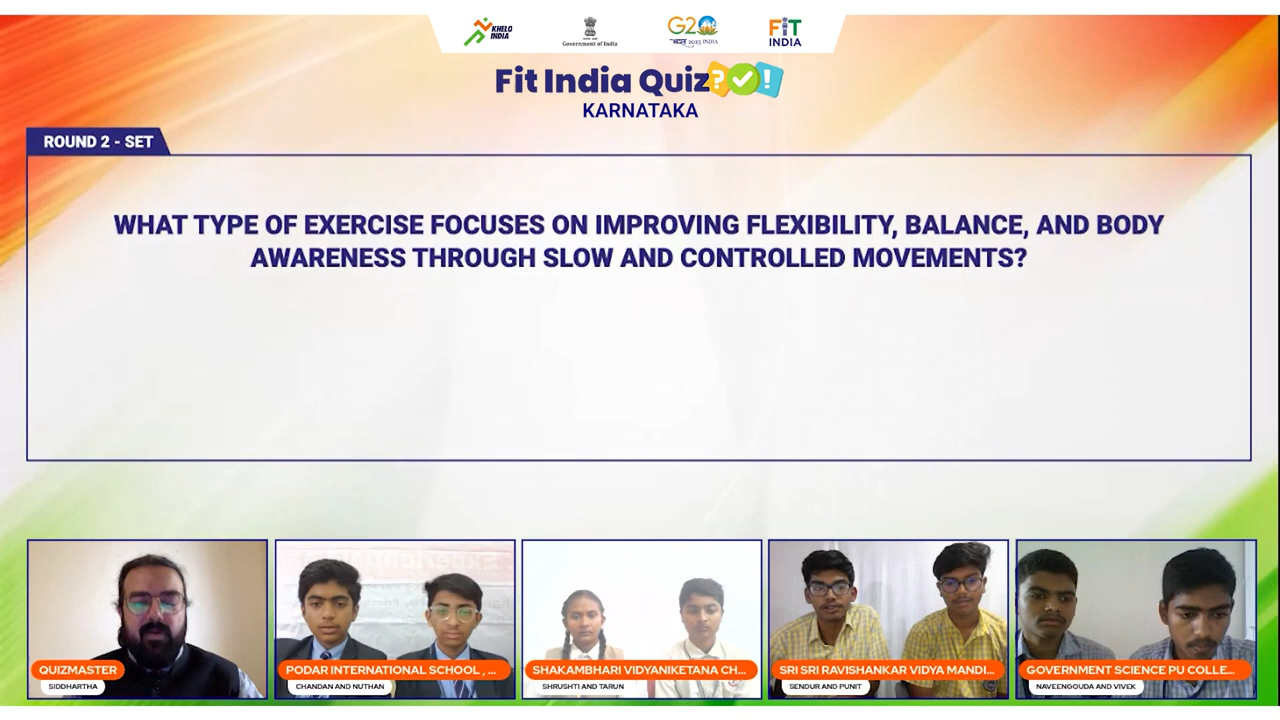 KHELO
INDIA
Government of India
G20
2023 INDIA
FIT
INDIA
Fit India Quiz?!
KARNATAKA
ROUND 2 - SET
WHAT TYPE OF EXERCISE FOCUSES ON IMPROVING FLEXIBILITY, BALANCE, AND BODY
AWARENESS THROUGH SLOW AND CONTROLLED MOVEMENTS?
QUIZMASTER
SIDDHARTHA
PODAR INTERNATIONAL SCHOOL , ...
CHANDAN AND NUTHAN
SHAKAMBHARI VIDYANIKETANA CH...
SHRUSHTI AND TARUN
SRI SRI RAVISHANKAR VIDYA MANDI...
SENDUR AND PUNIT
GOVERNMENT SCIENCE PU COLLE...
NAVEENGOUDA AND VIVEK